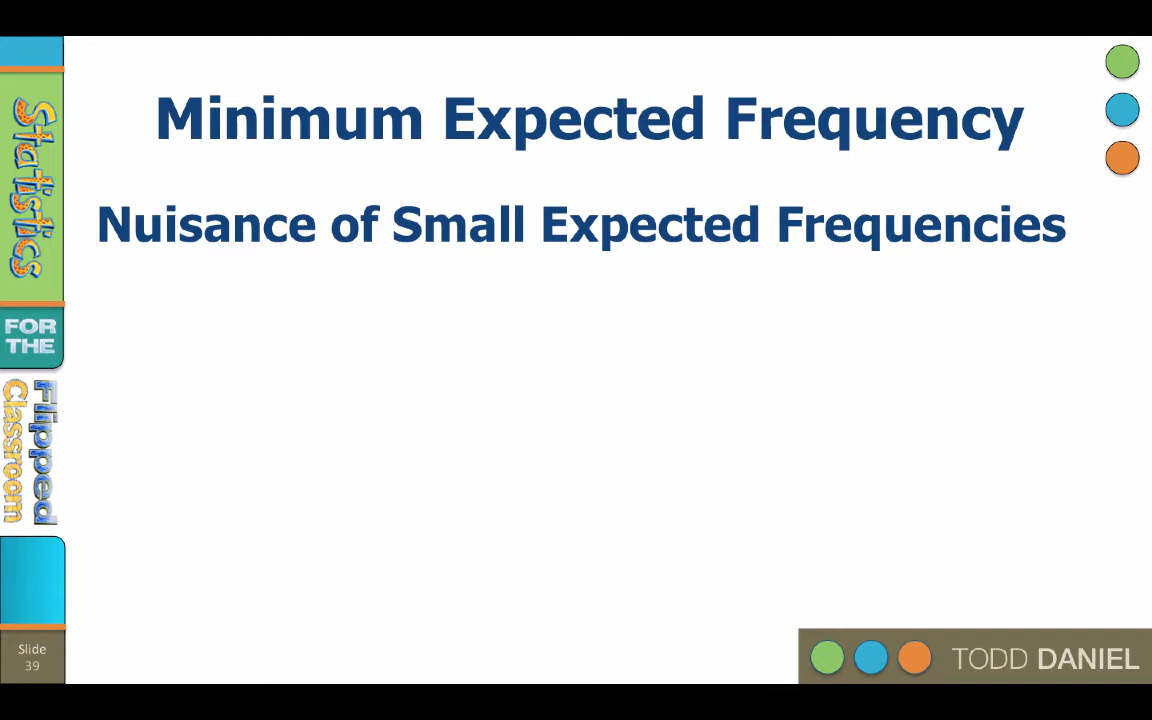 Minimum Expected Frequency
Nuisance of Small Expected Frequencies
Statistics
FOR
THE
Flipped
Classroom
Slide
39
TODD DANIEL